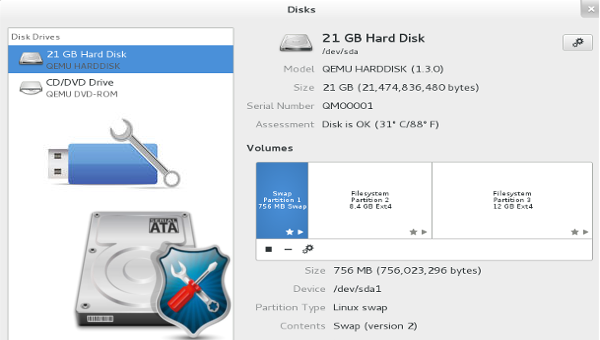 Disks
Disk Drives
21 GB Hard Disk
QEMU HARDDISK
CD/DVD Drive
QEMU DVD-ROM
SERIAL
ATA
21 GB Hard Disk
/dev/sda
Model QEMU HARDDISK (1.3.0)
Size 21 GB (21,474,836,480 bytes)
Serial Number QM00001
Assessment Disk is OK (31° C/88° F)
Volumes
Swap
Partition 1
756 MB Swap
Filesystem
Partition 2
8.4 GB Ext4
Filesystem
Partition 3
12 GB Ext4
Size 756 MB (756,023,296 bytes)
Device /dev/sda1
Partition Type Linux swap
Contents Swap (version 2)